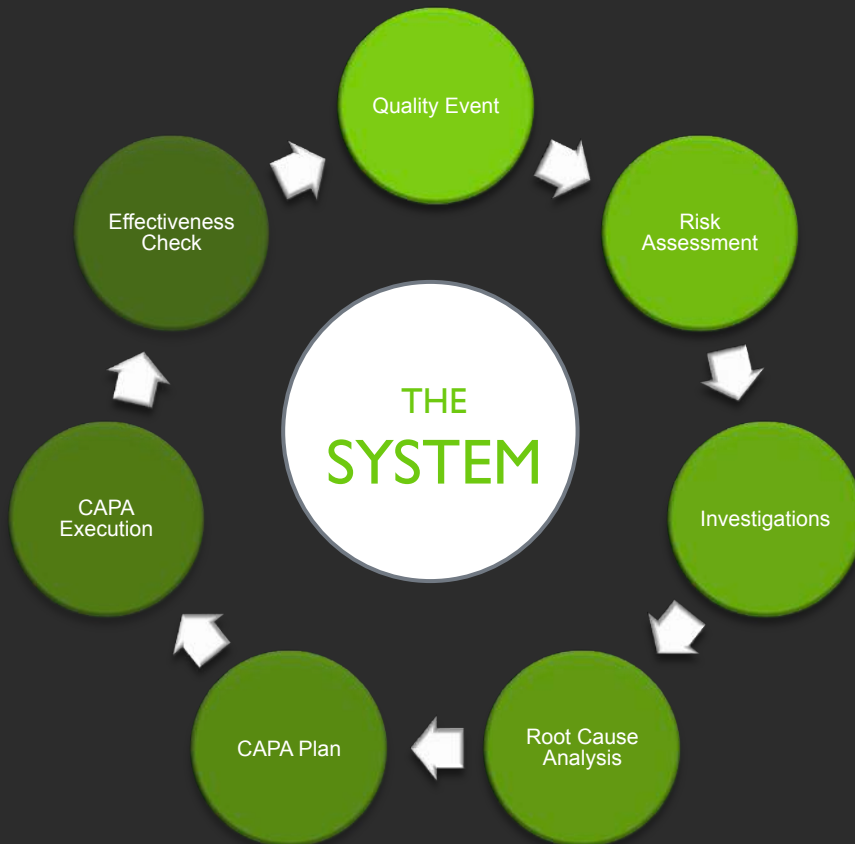 Quality Event
Risk
Assessment
Investigations
Root Cause
Analysis
CAPA Plan
CAPA
Execution
Effectiveness
Check
THE
SYSTEM